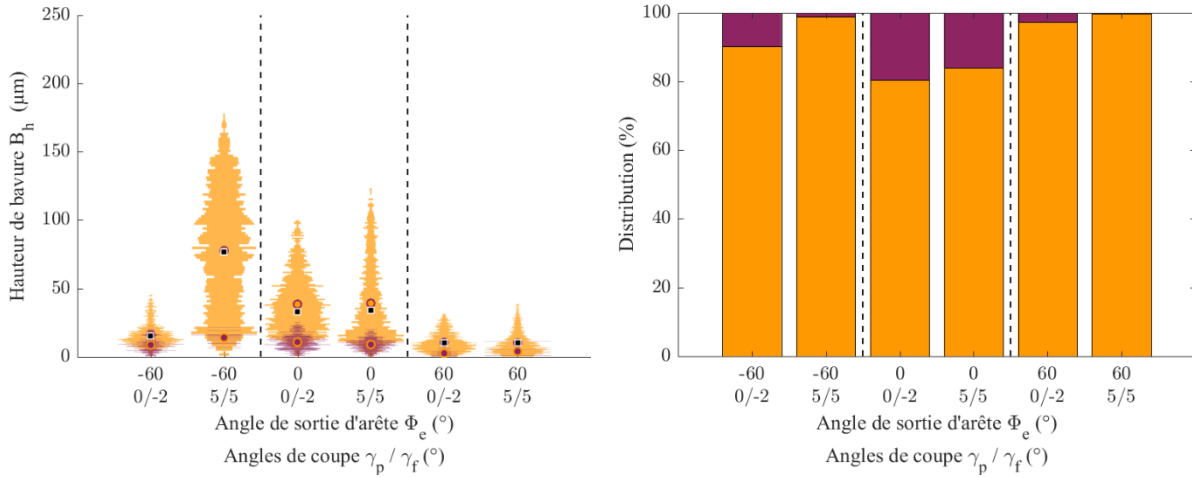 250
200
150
100
50
0
Hauteur de bavure B_h (μm)
-60 -60 0 0 60 60
0/-2 5/5 0/-2 5/5 0/-2 5/5
Angle de sortie d'arête Φ_e (°)
Angles de coupe γ_p / γ_f (°)
100
80
60
40
20
0
Distribution (%)
-60 -60 0 0 60 60
0/-2 5/5 0/-2 5/5 0/-2 5/5
Angle de sortie d'arête Φ_e (°)
Angles de coupe γ_p / γ_f (°)